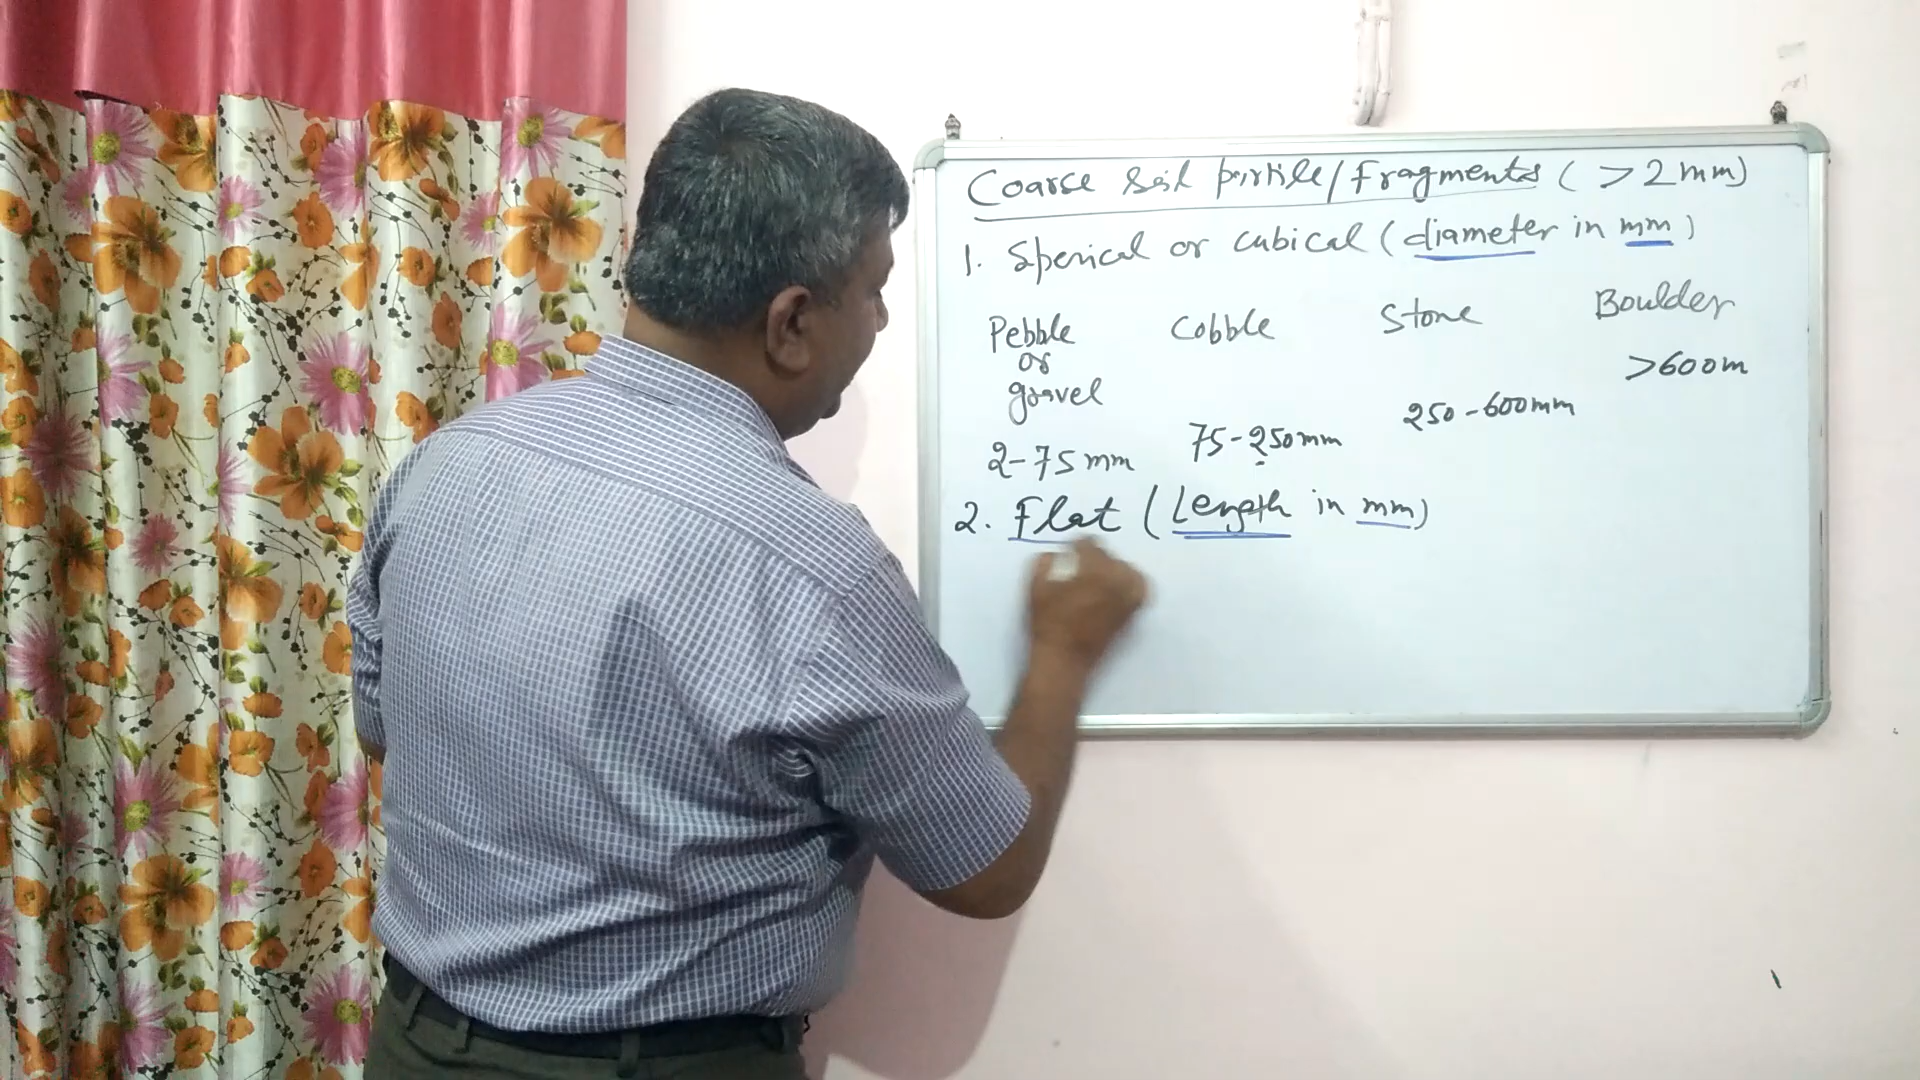 Coarse Soil partile/Fragments ( >2mm)
1. Sperical or cubical (diameter in mm)
Pebble or gravel Cobble Stone Boulder
2-75mm 75-250mm 250-600mm >600m
2. Flat (Length in mm)